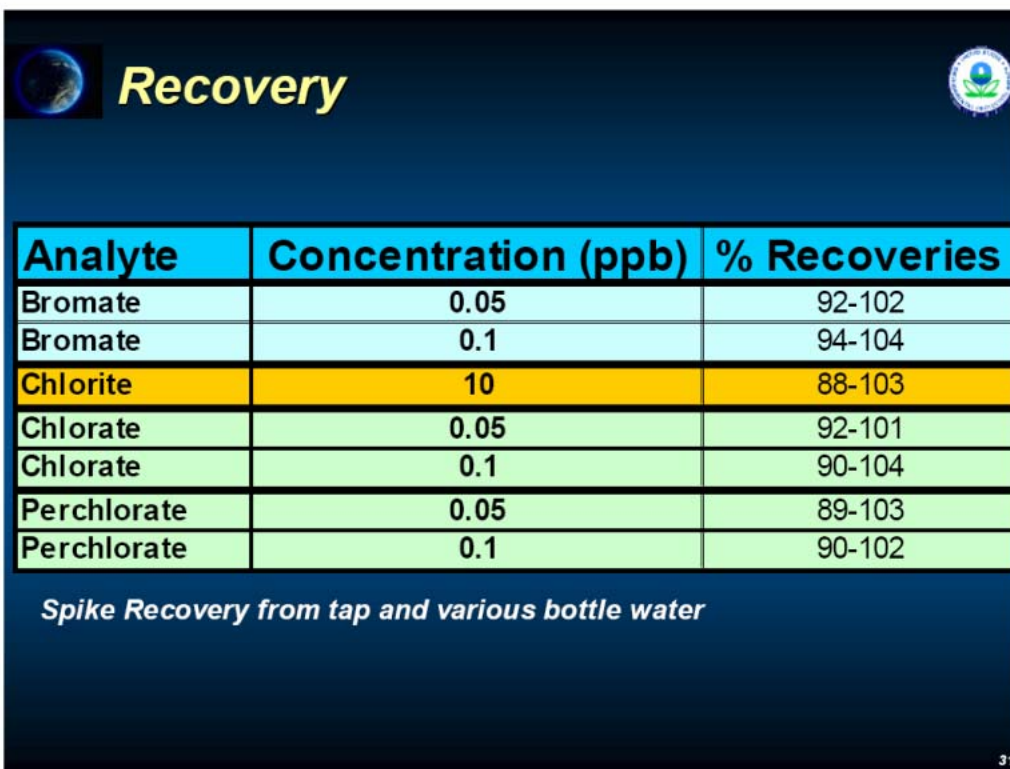 Recovery
Analyte Concentration (ppb) % Recoveries
Bromate 0.05 92-102
Bromate 0.1 94-104
Chlorite 10 88-103
Chlorate 0.05 92-101
Chlorate 0.1 90-104
Perchlorate 0.05 89-103
Perchlorate 0.1 90-102
Spike Recovery from tap and various bottle water